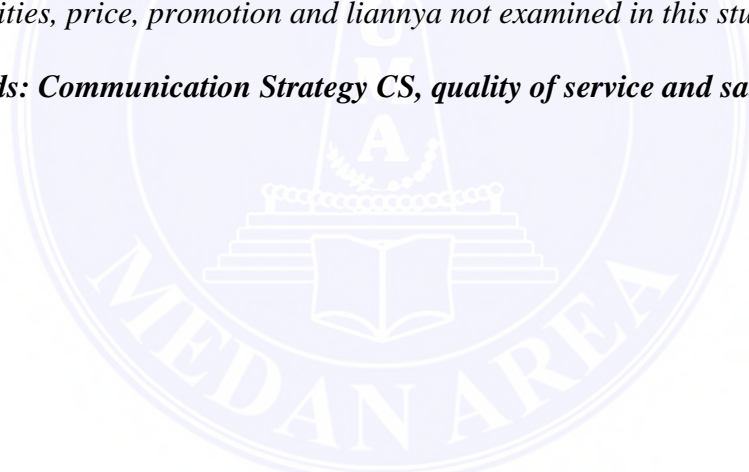 ities, price, promotion and liannya not examined in this stu
ds: Communication Strategy CS, quality of service and sa
UMA
MEDAN AREA